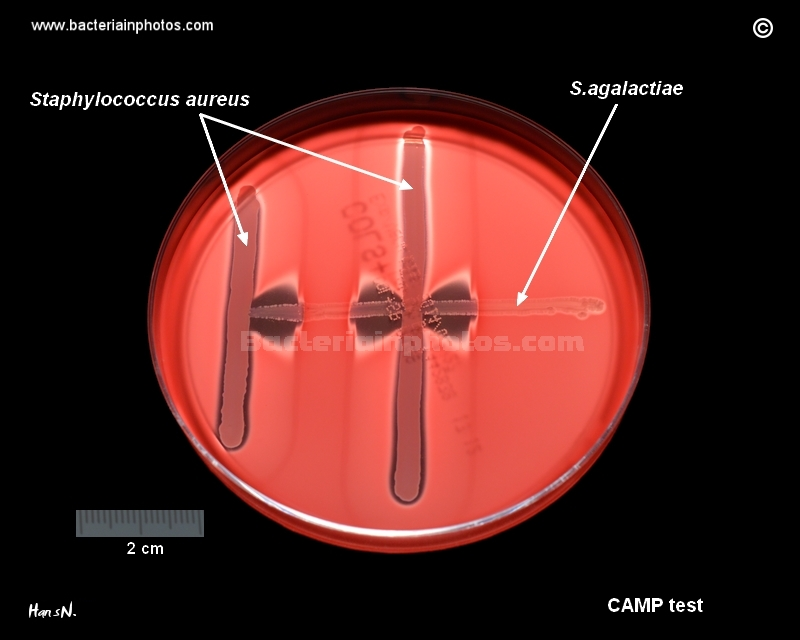 www.bacteriainphotos.com
©
Staphylococcus aureus
S.agalactiae
Bacteriainphotos.com
2 cm
HansN.
CAMP test